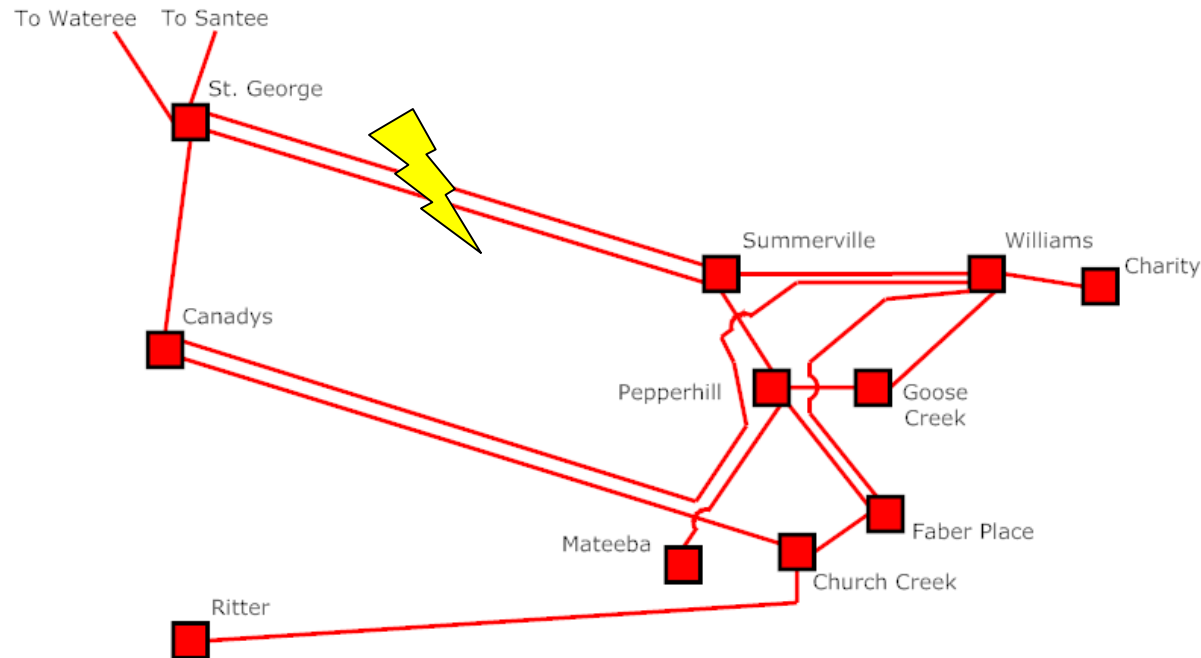 To Wateree
To Santee
St. George
Summerville
Williams
Charity
Canadys
Pepperhill
Goose
Creek
Faber Place
Mateeba
Church Creek
Ritter